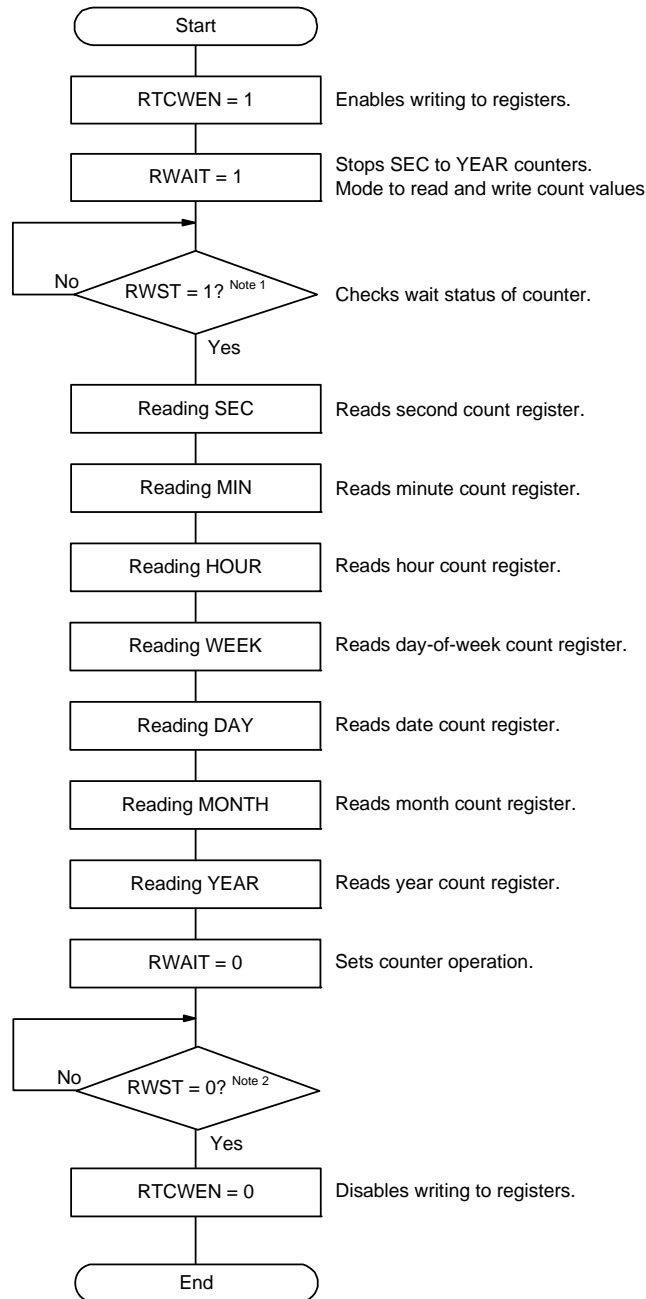 Start
RTCWEN = 1
Enables writing to registers.
RWAIT = 1
Stops SEC to YEAR counters.
Mode to read and write count values
No
RWST = 1? Note 1
Checks wait status of counter.
Yes
Reading SEC
Reads second count register.
Reading MIN
Reads minute count register.
Reading HOUR
Reads hour count register.
Reading WEEK
Reads day-of-week count register.
Reading DAY
Reads date count register.
Reading MONTH
Reads month count register.
Reading YEAR
Reads year count register.
RWAIT = 0
Sets counter operation.
No
RWST = 0? Note 2
Yes
RTCWEN = 0
Disables writing to registers.
End